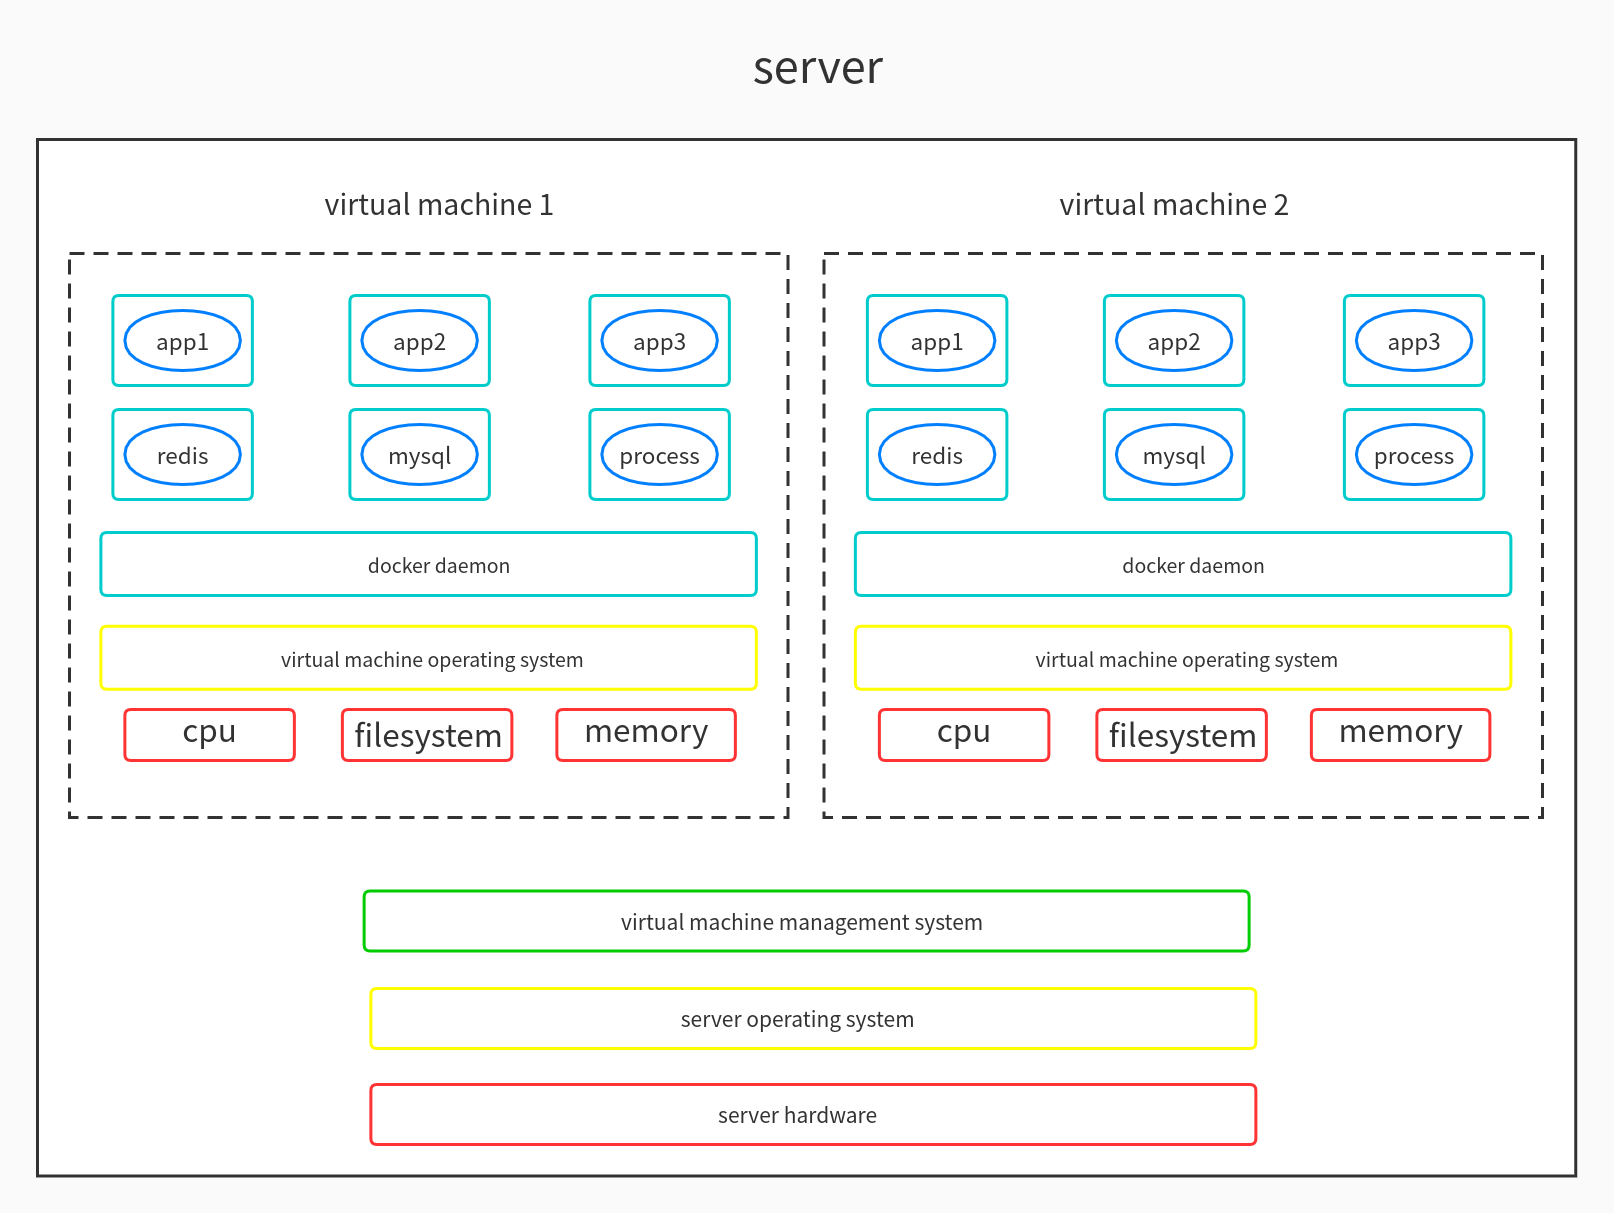 server
virtual machine 1
virtual machine 2
app1
app2
app3
app1
app2
app3
redis
mysql
process
redis
mysql
process
docker daemon
docker daemon
virtual machine operating system
virtual machine operating system
cpu
filesystem
memory
cpu
filesystem
memory
virtual machine management system
server operating system
server hardware